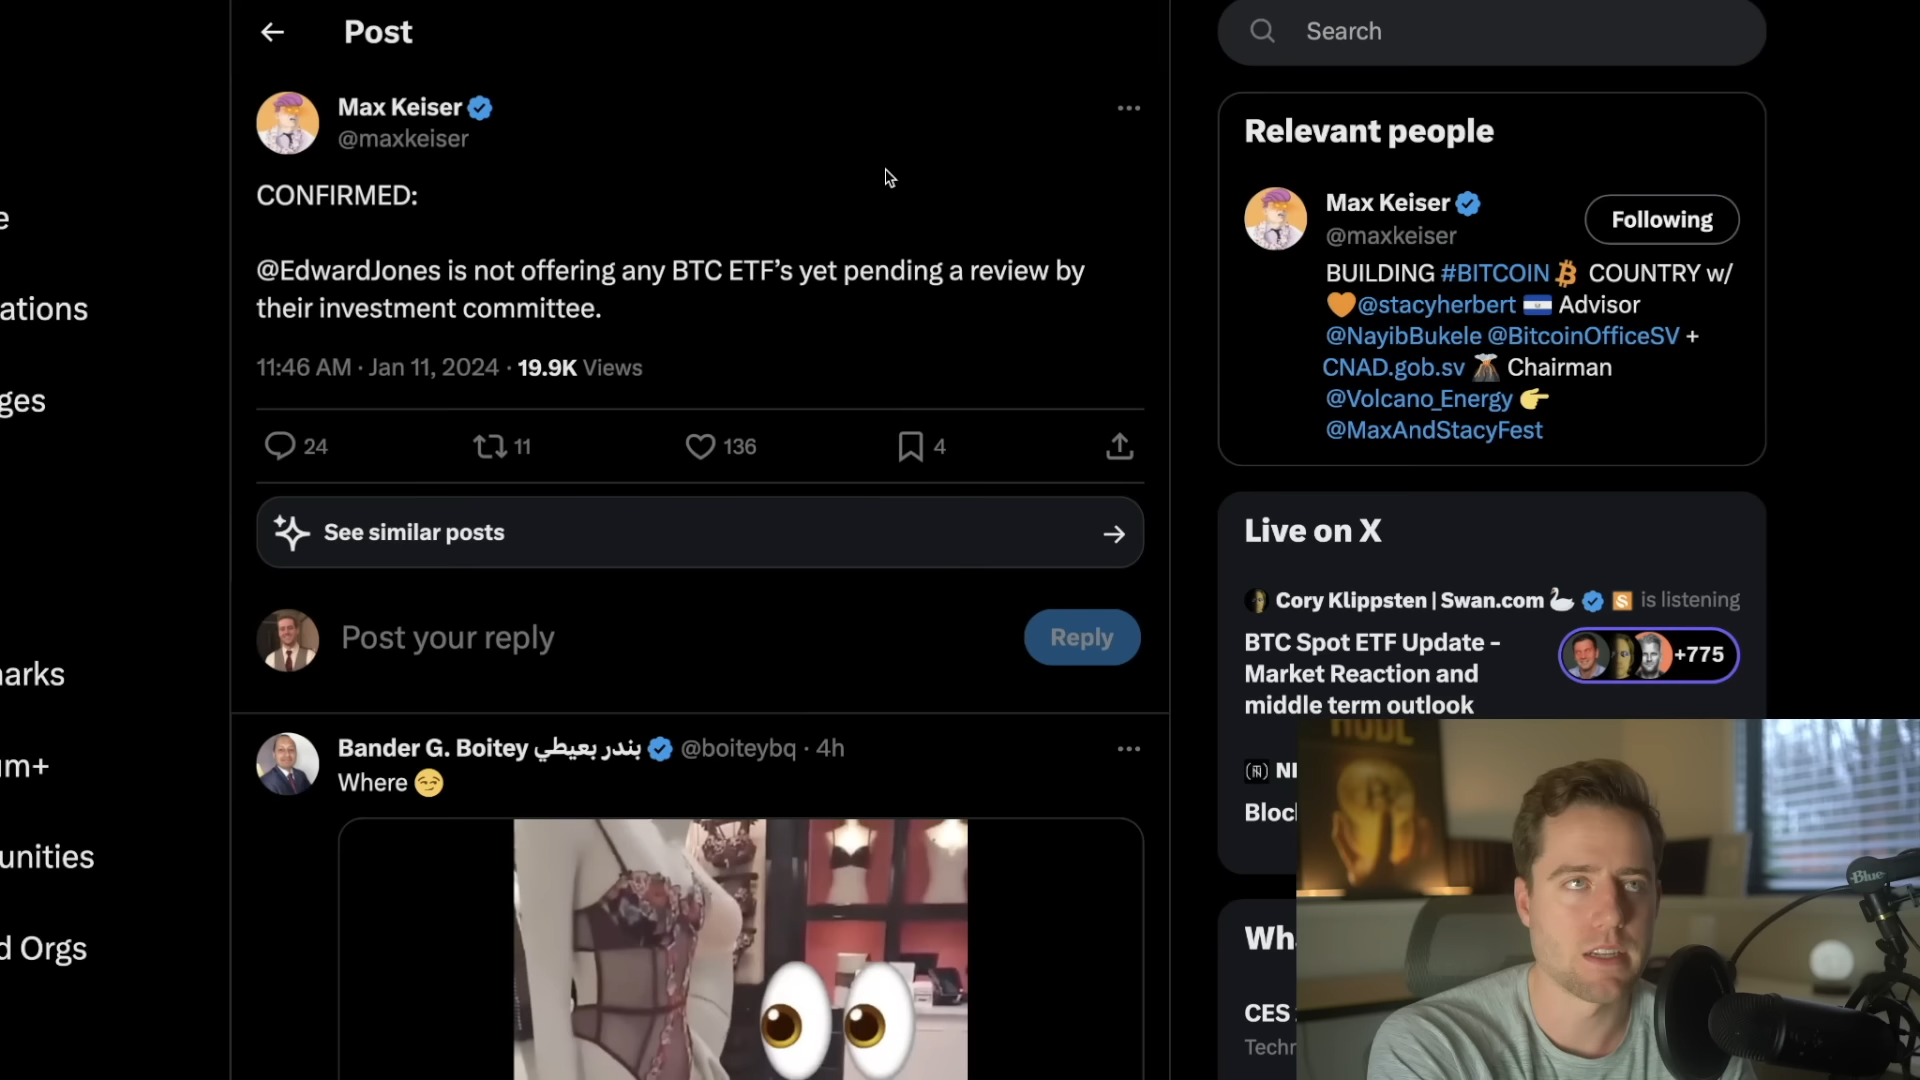 Post
Search
Max Keiser
@maxkeiser
CONFIRMED:
@EdwardJones is not offering any BTC ETF’s yet pending a review by
their investment committee.
11:46 AM · Jan 11, 2024 · 19.9K Views
24
11
136
4
See similar posts
Post your reply
Reply
Bander G. Boitey بندر بعيطي @boiteybq · 4h
Where 😏
Relevant people
Max Keiser
@maxkeiser
Following
BUILDING #BITCOIN COUNTRY w/
🧡@stacyherbert 🇸🇻 Advisor
@NayibBukele @BitcoinOfficeSV +
CNAD.gob.sv 🌋 Chairman
@Volcano_Energy 👉
@MaxAndStacyFest
Live on X
Cory Klippsten | Swan.com 🦢 is listening
BTC Spot ETF Update -
Market Reaction and
middle term outlook
+775
CES
ations
ges
arks
um+
unities
d Orgs
Blue